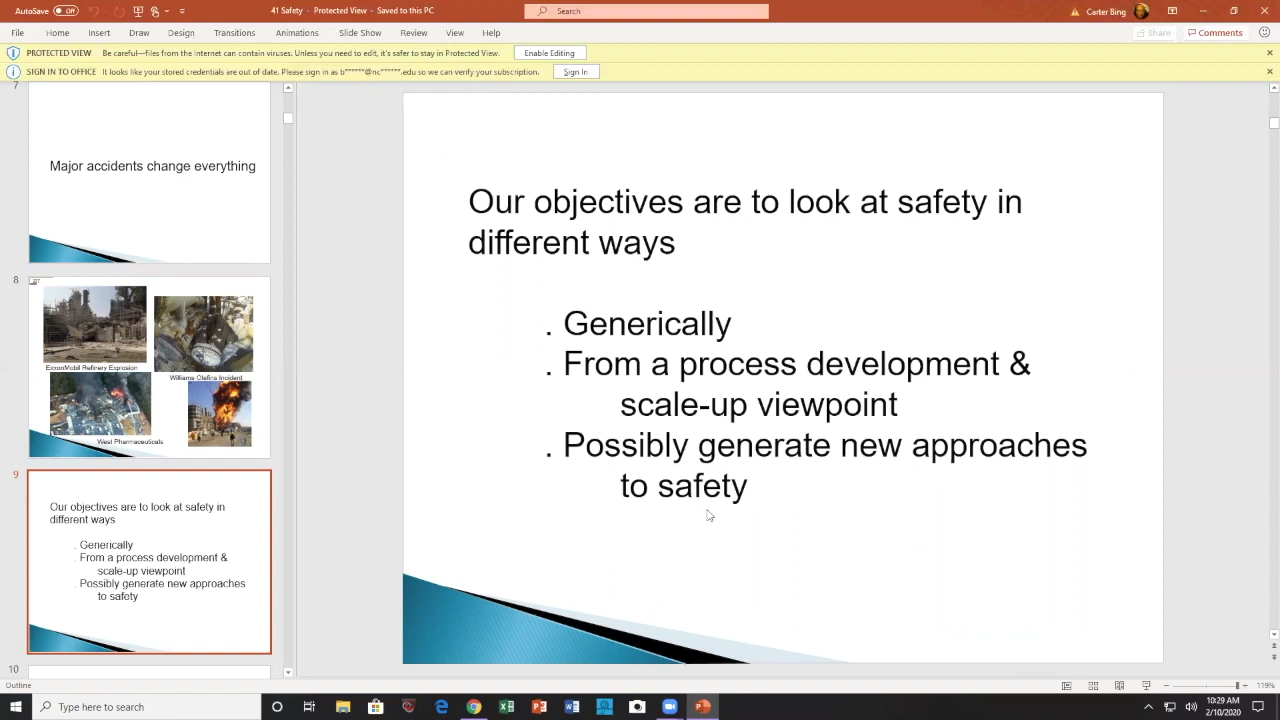 AutoSave Off
41 Safety - Protected View - Saved to this PC
Search
Carter Bing
File Home Insert Draw Design Transitions Animations Slide Show Review View Help
Share Comments
PROTECTED VIEW Be careful—files from the Internet can contain viruses. Unless you need to edit, it's safer to stay in Protected View. Enable Editing
SIGN IN TO OFFICE It looks like your stored credentials are out of date. Please sign in as b******@nc******.edu so we can verify your subscription. Sign In
7
Major accidents change everything
8
ExxonMobil Refinery Explosion
Williams Olefins Incident
West Pharmaceuticals
9
Our objectives are to look at safety in
different ways
. Generically
. From a process development &
scale-up viewpoint
. Possibly generate new approaches
to safety
10
Our objectives are to look at safety in
different ways
. Generically
. From a process development &
scale-up viewpoint
. Possibly generate new approaches
to safety
Outline
119%
Type here to search
10:29 AM
2/10/2020